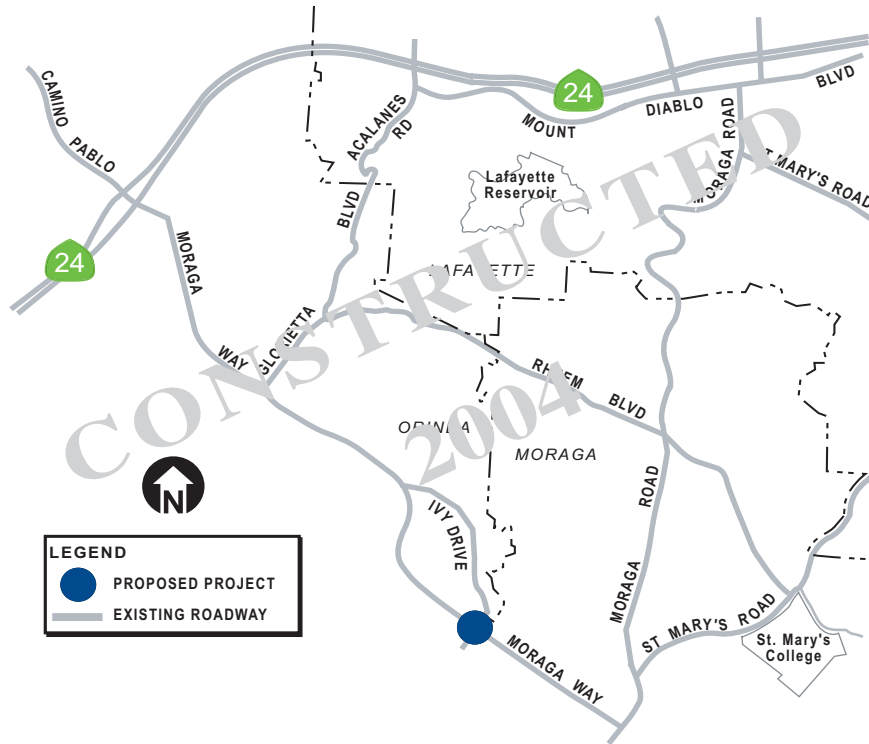 CAMINO
PABLO
24
MORAGA
WAY
GLORIETTA
BLVD
ACALANES
RD
24
MOUNT
DIABLO
BLVD
MORAGA ROAD
ST MARY'S ROAD
Lafayette
Reservoir
LAFAYETTE
CONSTRUCTED
2004
RHEEM
BLVD
ORINDA
MORAGA
IVY DRIVE
MORAGA
ROAD
MORAGA WAY
ST MARY'S ROAD
St. Mary's
College
N
LEGEND
PROPOSED PROJECT
EXISTING ROADWAY